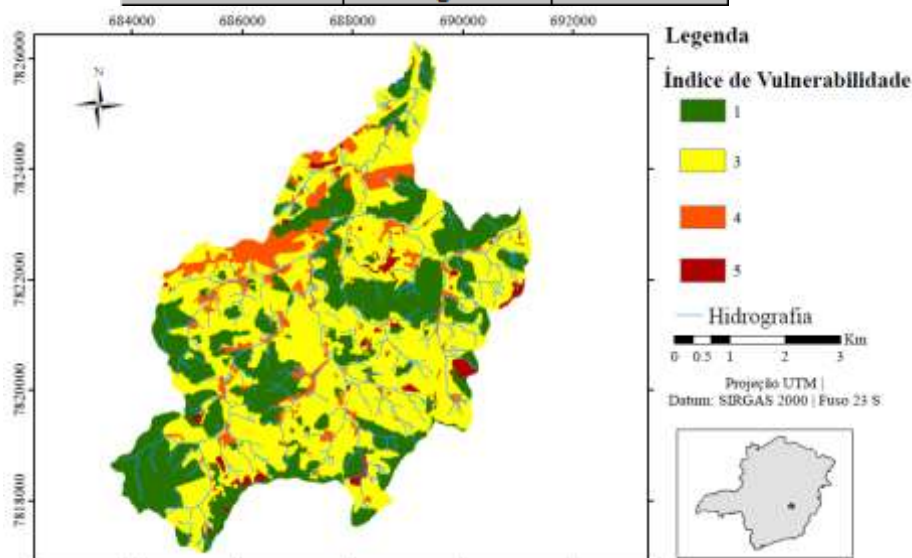 684000 686000 688000 690000 692000
7826000
7824000
7822000
7820000
7818000
N
Legenda
Índice de Vulnerabilidade
1
3
4
5
Hidrografia
Km
0 0.5 1 2 3
Projeção UTM |
Datum: SIRGAS 2000 | Fuso 23 S